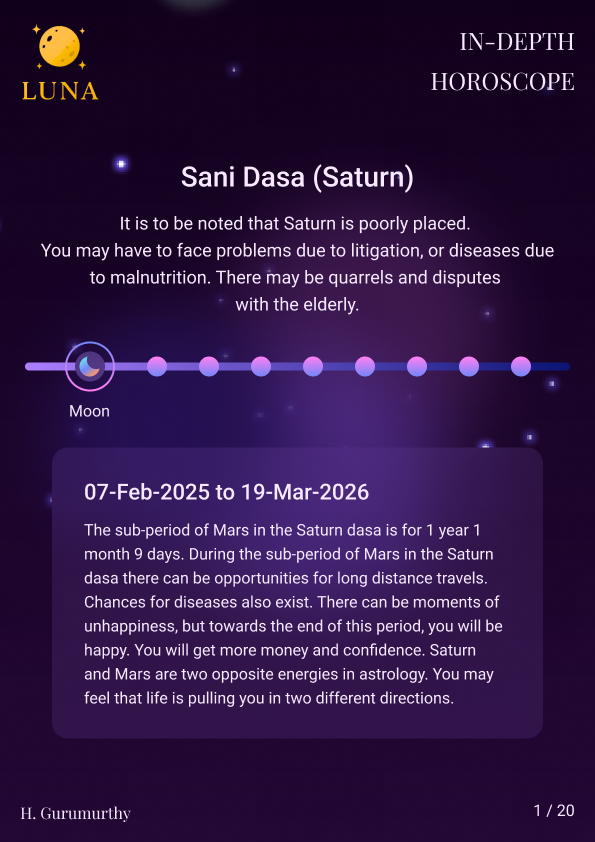 LUNA
IN-DEPTH
HOROSCOPE
Sani Dasa (Saturn)
It is to be noted that Saturn is poorly placed.
You may have to face problems due to litigation, or diseases due
to malnutrition. There may be quarrels and disputes
with the elderly.
Moon
07-Feb-2025 to 19-Mar-2026
The sub-period of Mars in the Saturn dasa is for 1 year 1
month 9 days. During the sub-period of Mars in the Saturn
dasa there can be opportunities for long distance travels.
Chances for diseases also exist. There can be moments of
unhappiness, but towards the end of this period, you will be
happy. You will get more money and confidence. Saturn
and Mars are two opposite energies in astrology. You may
feel that life is pulling you in two different directions.
H. Gurumurthy
1 / 20